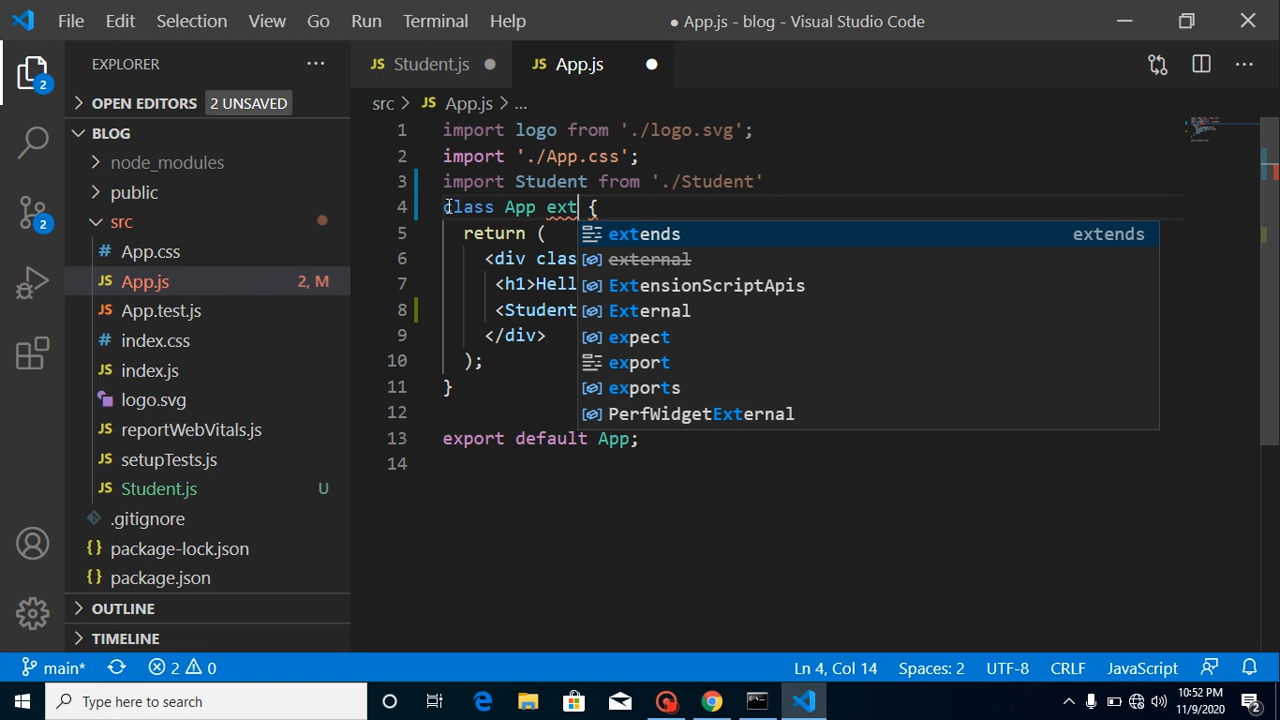 File Edit Selection View Go Run Terminal Help ● App.js - blog - Visual Studio Code
EXPLORER
OPEN EDITORS 2 UNSAVED
BLOG
node_modules
public
src
App.css
App.js 2, M
App.test.js
index.css
index.js
logo.svg
reportWebVitals.js
setupTests.js
Student.js U
.gitignore
package-lock.json
package.json
OUTLINE
TIMELINE
2
JS Student.js
JS App.js
src > JS App.js > ...
1 import logo from './logo.svg';
2 import './App.css';
3 import Student from './Student'
4 class App ext {
5 return (
6 <div clas
7 <h1>Hell
8 <Student
9 </div>
10 );
11 }
12
13 export default App;
14
extends extends
external
ExtensionScriptApis
External
expect
export
exports
PerfWidgetExternal
main* 2 0 Ln 4, Col 14 Spaces: 2 UTF-8 CRLF JavaScript
Type here to search
10:52 PM
11/9/2020
2